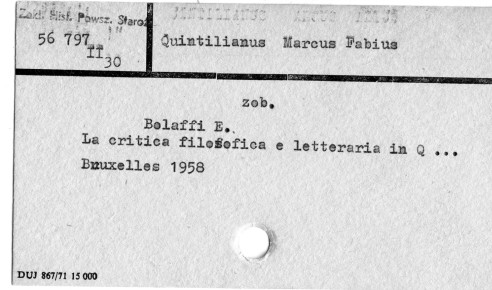 Zakł. Hist. Powsz. Staroż.
56 797
II 30
Quintilianus Marcus Fabius
zob.
Bolaffi E.
La critica filosofica e letteraria in Q ...
Bruxelles 1958
DUJ 867/71 15 000